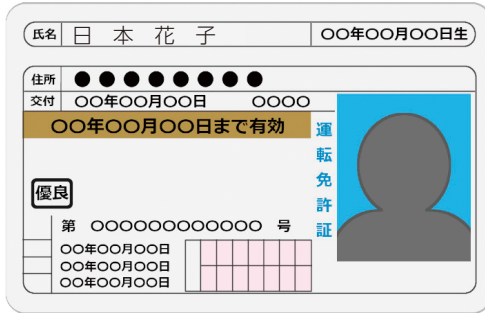 氏名 日本花子 〇〇年〇〇月〇〇日生
住所 ●●●●●●●●
交付 〇〇年〇〇月〇〇日 〇〇〇〇
〇〇年〇〇月〇〇日まで有効
運転免許証
優良
第 〇〇〇〇〇〇〇〇〇〇〇〇 号
〇〇年〇〇月〇〇日
〇〇年〇〇月〇〇日
〇〇年〇〇月〇〇日